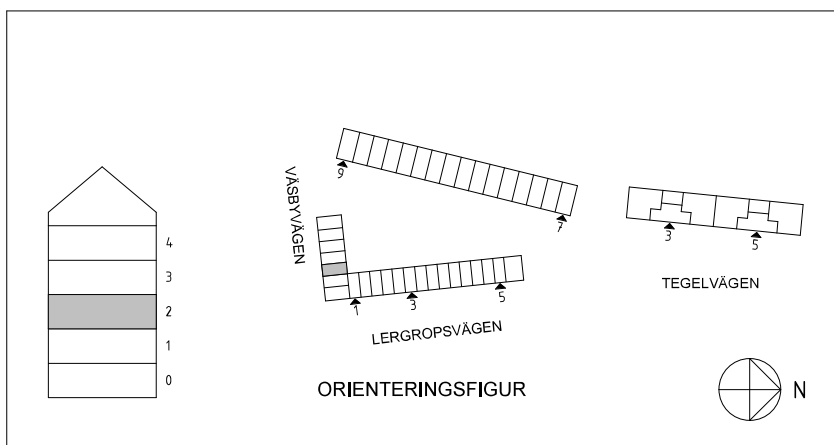 4
3
2
1
0
VÄSBYVÄGEN
9
7
1
3
5
LERGROPSVÄGEN
3
5
TEGELVÄGEN
ORIENTERINGSFIGUR
N